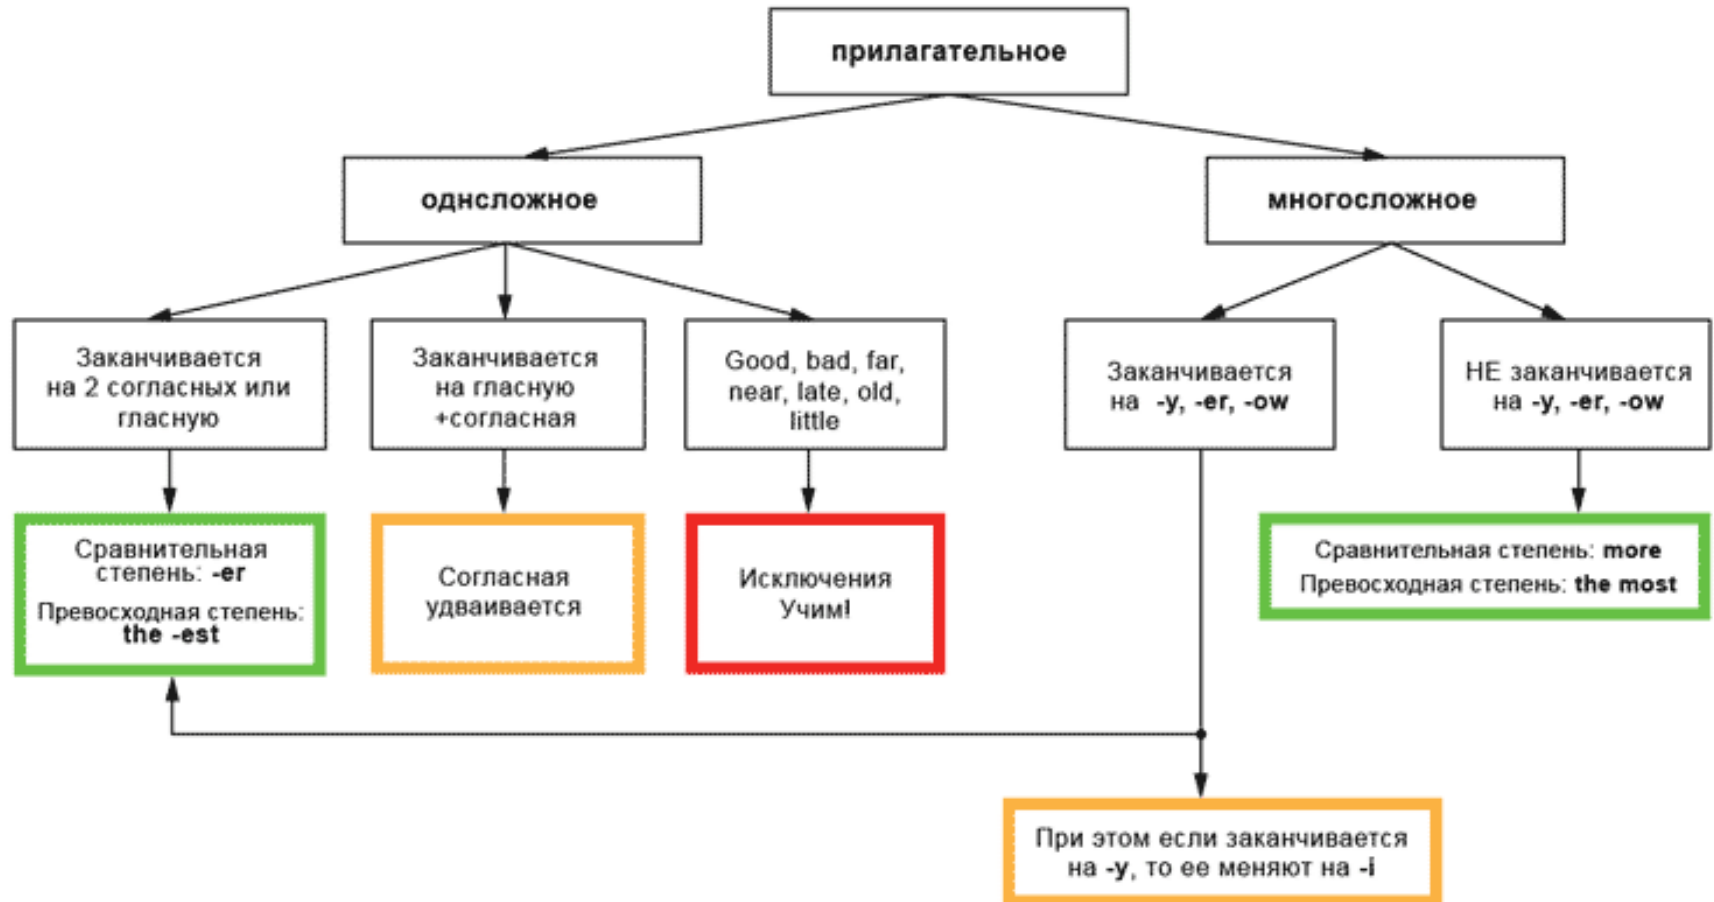 прилагательное
однсложное
многосложное
Заканчивается
на 2 согласных или
гласную
Заканчивается
на гласную
+согласная
Good, bad, far,
near, late, old,
little
Заканчивается
на -y, -er, -ow
НЕ заканчивается
на -y, -er, -ow
Сравнительная
степень: -er
Превосходная степень:
the -est
Согласная
удваивается
Исключения
Учим!
Сравнительная степень: more
Превосходная степень: the most
При этом если заканчивается
на -y, то ее меняют на -i